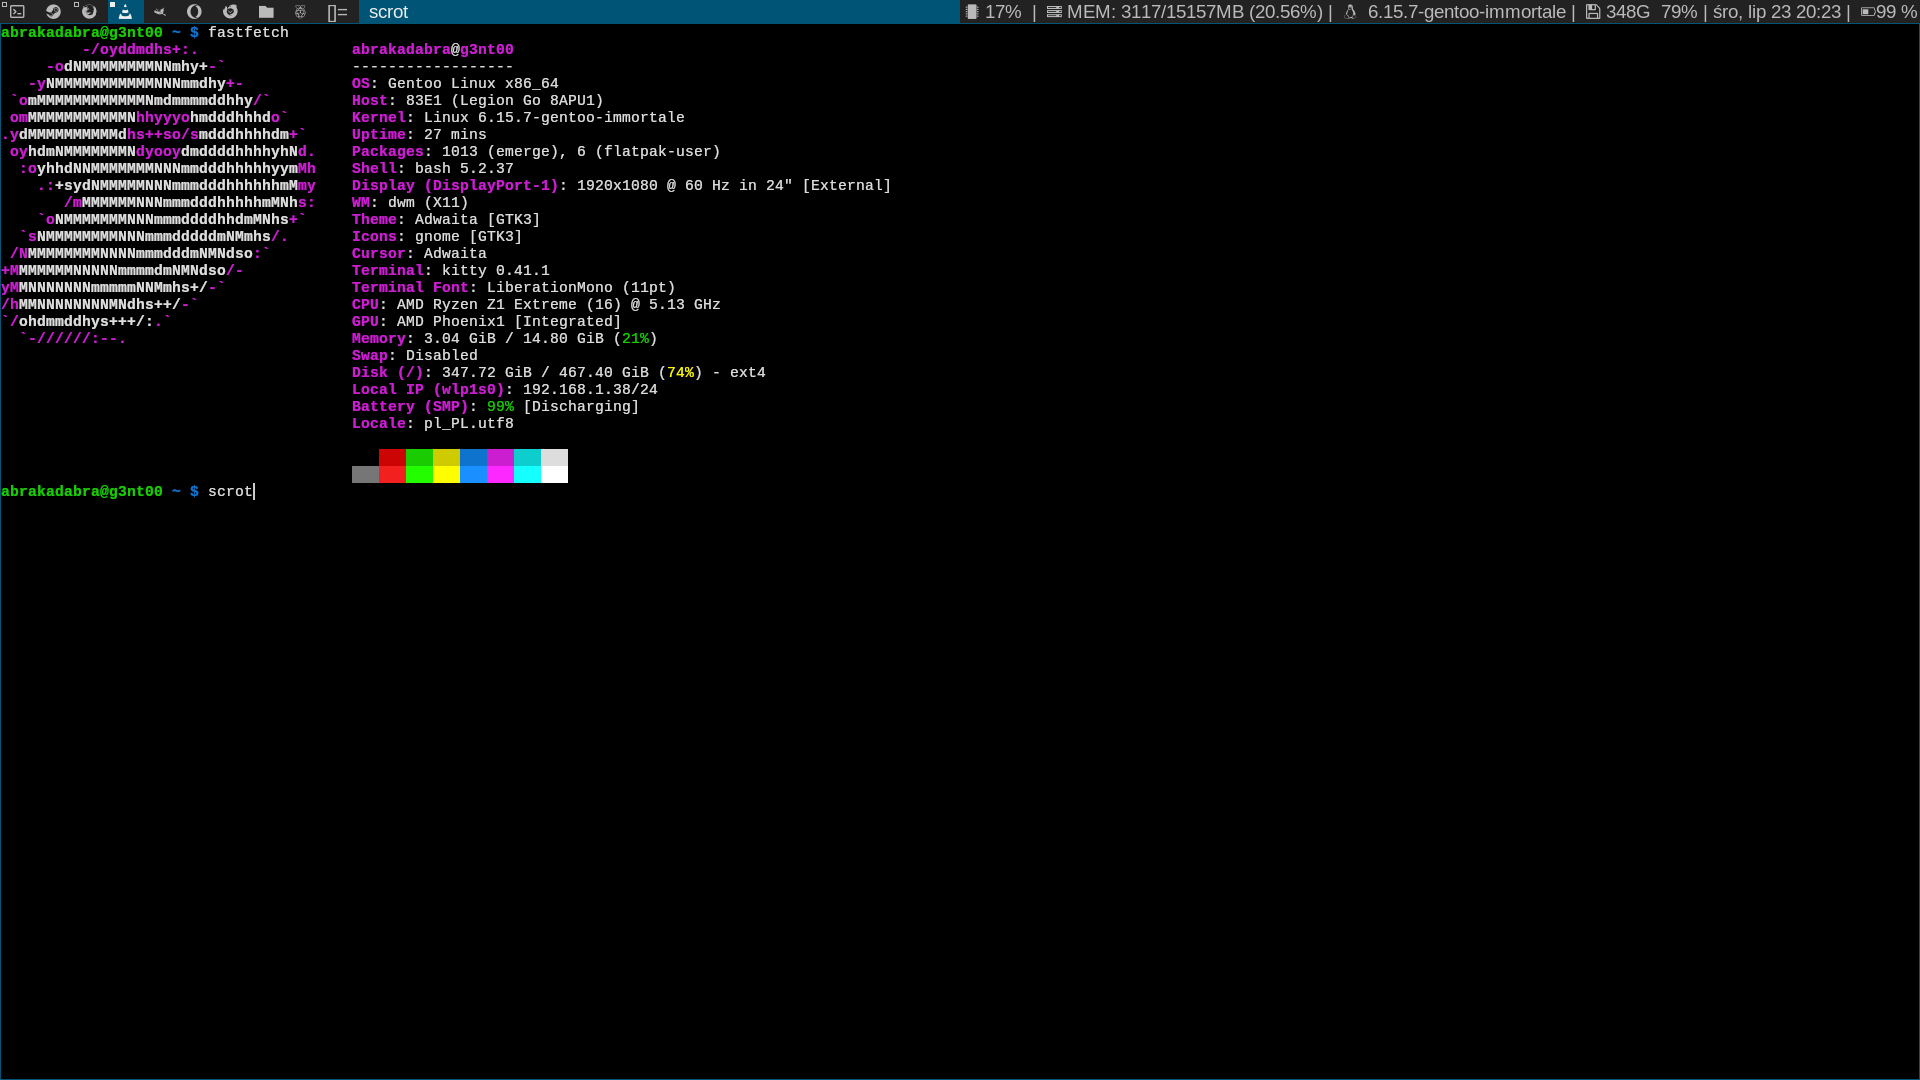 []= scrot 17% | MEM: 3117/15157MB (20.56%) | 6.15.7-gentoo-immortale | 348G 79% | śro, lip 23 20:23 | 99 %
abrakadabra@g3nt00 ~ $ fastfetch
         -/oyddmdhs+:.                 abrakadabra@g3nt00
     -odNMMMMMMMMNNmhy+-`              ------------------
   -yNMMMMMMMMMMMNNNmmdhy+-            OS: Gentoo Linux x86_64
 `omMMMMMMMMMMMMNmdmmmmddhhy/`         Host: 83E1 (Legion Go 8APU1)
 omMMMMMMMMMMMNhhyyyohmdddhhhdo`       Kernel: Linux 6.15.7-gentoo-immortale
.ydMMMMMMMMMMdhs++so/smdddhhhhdm+`     Uptime: 27 mins
 oyhdmNMMMMMMMNdyooydmddddhhhhyhNd.    Packages: 1013 (emerge), 6 (flatpak-user)
  :oyhhdNNMMMMMMMNNNmmdddhhhhhyymMh    Shell: bash 5.2.37
    .:+sydNMMMMMNNNmmmdddhhhhhhmMmy    Display (DisplayPort-1): 1920x1080 @ 60 Hz in 24" [External]
       /mMMMMMMNNNmmmdddhhhhhmMNhs:    WM: dwm (X11)
    `oNMMMMMMMNNNmmmddddhhdmMNhs+`     Theme: Adwaita [GTK3]
  `sNMMMMMMMMNNNmmmdddddmNMmhs/.       Icons: gnome [GTK3]
 /NMMMMMMMMNNNNmmmdddmNMNdso:`         Cursor: Adwaita
+MMMMMMMNNNNNmmmmdmNMNdso/-            Terminal: kitty 0.41.1
yMMNNNNNNNmmmmmNNMmhs+/-`              Terminal Font: LiberationMono (11pt)
/hMMNNNNNNNNMNdhs++/-`                 CPU: AMD Ryzen Z1 Extreme (16) @ 5.13 GHz
`/ohdmmddhys+++/:.`                    GPU: AMD Phoenix1 [Integrated]
  `-//////:--.                         Memory: 3.04 GiB / 14.80 GiB (21%)
Swap: Disabled
Disk (/): 347.72 GiB / 467.40 GiB (74%) - ext4
Local IP (wlp1s0): 192.168.1.38/24
Battery (SMP): 99% [Discharging]
Locale: pl_PL.utf8
abrakadabra@g3nt00 ~ $ scrot